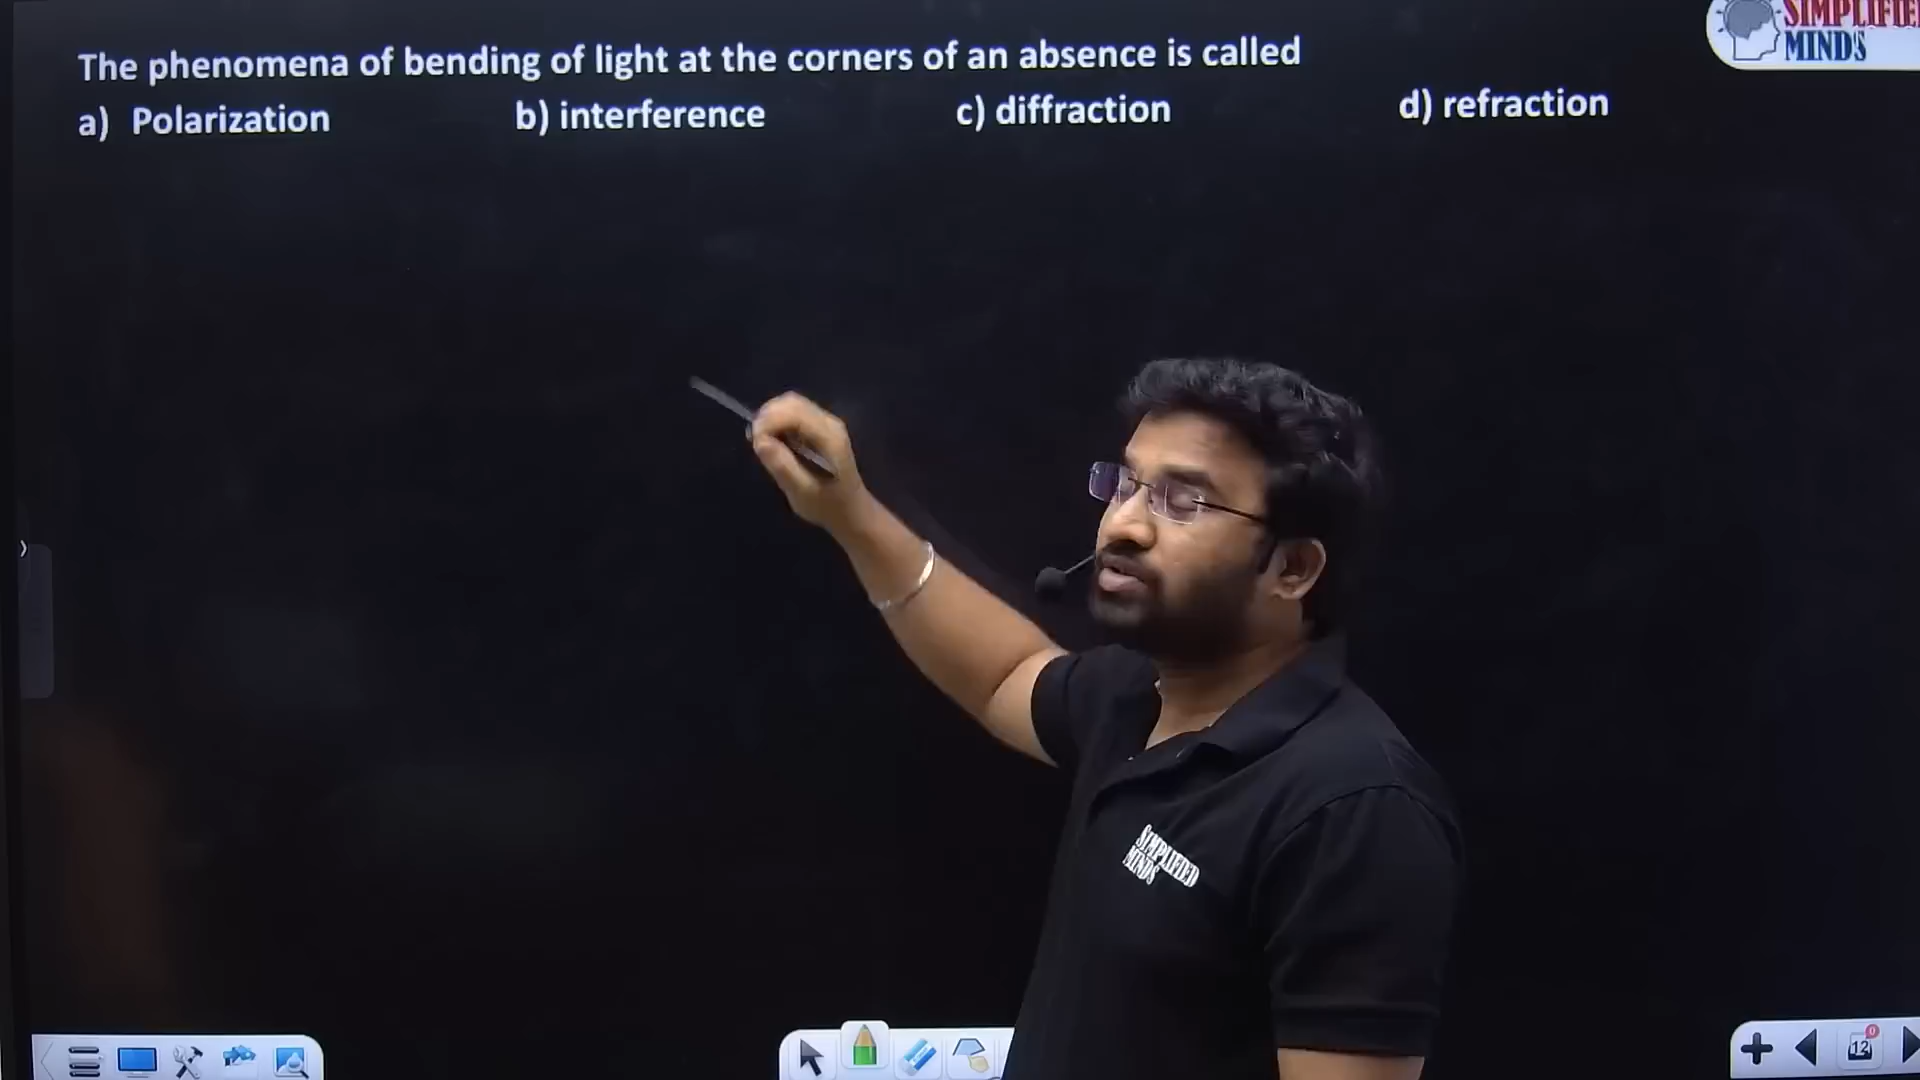 The phenomena of bending of light at the corners of an absence is called
a) Polarization b) interference c) diffraction d) refraction
SIMPLIFIED
MINDS
SIMPLIFIED
MINDS
12
0